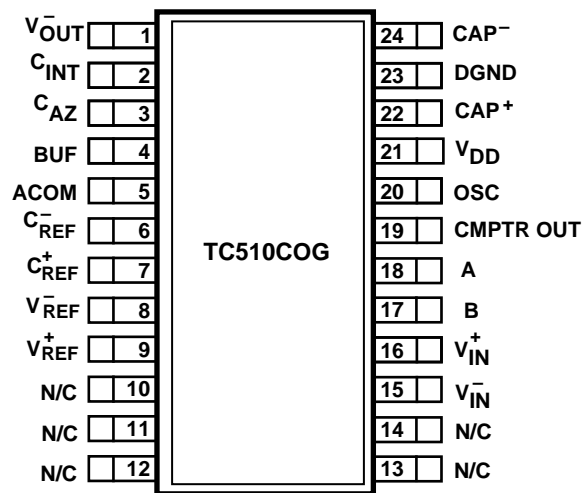 V⁻OUT 1
CINT 2
CAZ 3
BUF 4
ACOM 5
C⁻REF 6
C⁺REF 7
V⁻REF 8
V⁺REF 9
N/C 10
N/C 11
N/C 12
TC510COG
24 CAP⁻
23 DGND
22 CAP⁺
21 VDD
20 OSC
19 CMPTR OUT
18 A
17 B
16 V⁺IN
15 V⁻IN
14 N/C
13 N/C